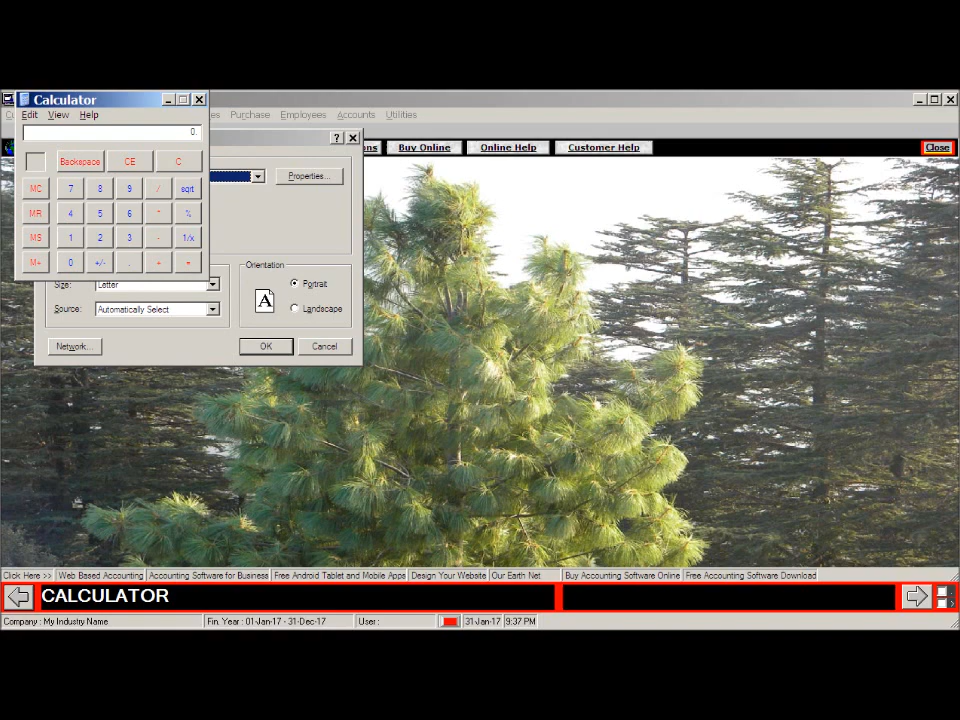 Calculator
Edit View Help
Purchase Employees Accounts Utilities
0.
Buy Online Online Help Customer Help Close
Backspace CE C
Properties...
MC 7 8 9 / sqrt
MR 4 5 6 * %
MS 1 2 3 - 1/x
M+ 0 +/- . + =
Orientation
Size: Letter
Portrait
A
Source: Automatically Select
Landscape
Network... OK Cancel
Click Here >> Web Based Accounting Accounting Software for Business Free Android Tablet and Mobile Apps Design Your Website Our Earth Net Buy Accounting Software Online Free Accounting Software Download
CALCULATOR
Company : My Industry Name Fin. Year : 01-Jan-17 - 31-Dec-17 User : 31-Jan-17 9:37 PM